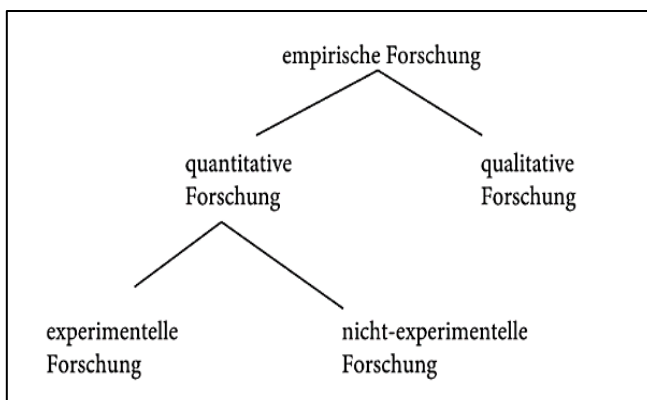 empirische Forschung
quantitative
Forschung
qualitative
Forschung
experimentelle
Forschung
nicht-experimentelle
Forschung